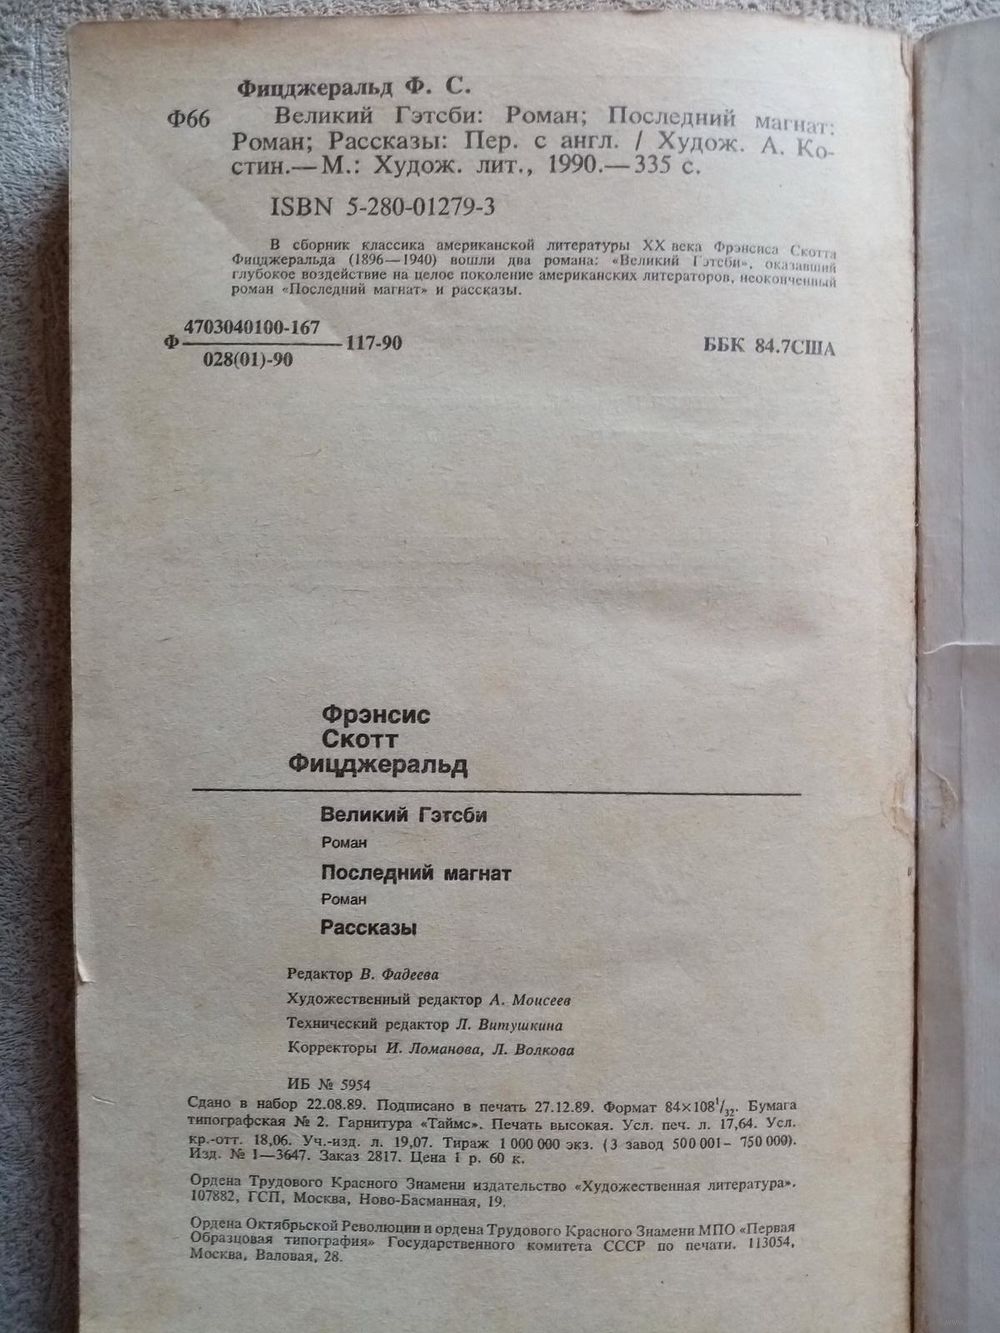 Фицджеральд Ф. С.
Ф66 Великий Гэтсби: Роман; Последний магнат:
Роман; Рассказы: Пер. с англ. / Худож. А. Ко-
стин.— М.: Худож. лит., 1990.— 335 с.
ISBN 5-280-01279-3
В сборник классика американской литературы XX века Фрэнсиса Скотта
Фицджеральда (1896—1940) вошли два романа: «Великий Гэтсби», оказавший
глубокое воздействие на целое поколение американских литераторов, неоконченный
роман «Последний магнат» и рассказы.
4703040100-167
Ф 117-90
028(01)-90
ББК 84.7США
Фрэнсис
Скотт
Фицджеральд
Великий Гэтсби
Роман
Последний магнат
Роман
Рассказы
Редактор В. Фадеева
Художественный редактор А. Моисеев
Технический редактор Л. Витушкина
Корректоры И. Ломанова, Л. Волкова
ИБ № 5954
Сдано в набор 22.08.89. Подписано в печать 27.12.89. Формат 84×108¹/₃₂. Бумага
типографская № 2. Гарнитура «Таймс». Печать высокая. Усл. печ. л. 17,64. Усл.
кр.-отт. 18,06. Уч.-изд. л. 19,07. Тираж 1 000 000 экз. (3 завод 500 001- 750 000).
Изд. № 1—3647. Заказ 2817. Цена 1 р. 60 к.
Ордена Трудового Красного Знамени издательство «Художественная литература».
107882, ГСП, Москва, Ново-Басманная, 19.
Ордена Октябрьской Революции и ордена Трудового Красного Знамени МПО «Первая
Образцовая типография» Государственного комитета СССР по печати. 113054,
Москва, Валовая, 28.